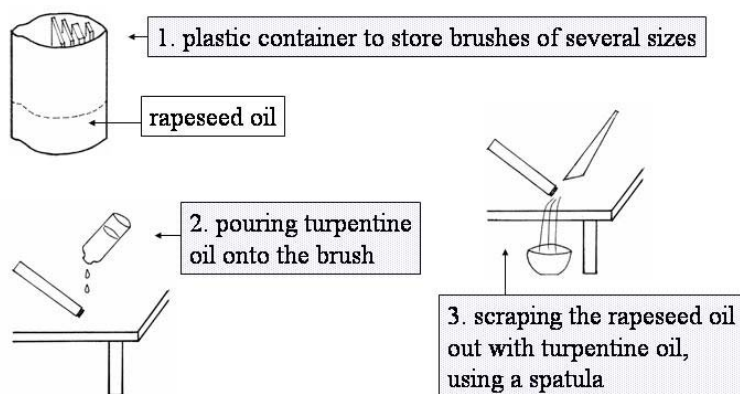 1. plastic container to store brushes of several sizes
rapeseed oil
2. pouring turpentine
oil onto the brush
3. scraping the rapeseed oil
out with turpentine oil,
using a spatula